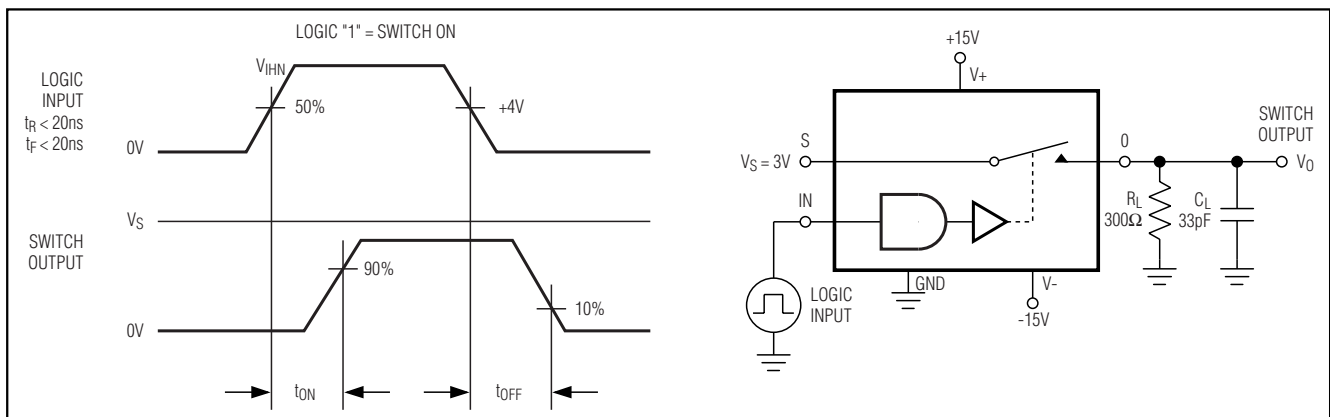 LOGIC "1" = SWITCH ON
LOGIC
INPUT
tR < 20ns
tF < 20ns
VIHN
0V
50%
+4V
VS
SWITCH
OUTPUT
0V
90%
10%
tON
tOFF
+15V
V+
S
VS = 3V
IN
LOGIC
INPUT
GND
V-
-15V
0
SWITCH
OUTPUT
VO
RL
300Ω
CL
33pF